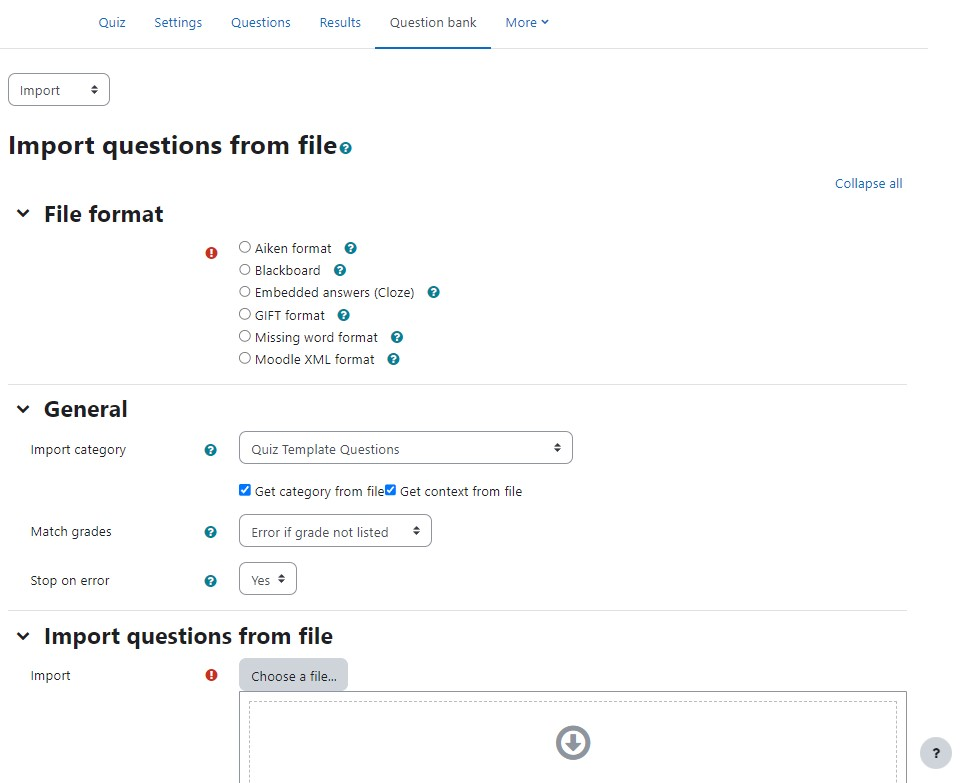 Quiz Settings Questions Results Question bank More
Import
Import questions from file
Collapse all
File format
Aiken format
Blackboard
Embedded answers (Cloze)
GIFT format
Missing word format
Moodle XML format
General
Import category Quiz Template Questions
Get category from file Get context from file
Match grades Error if grade not listed
Stop on error Yes
Import questions from file
Import Choose a file...
?